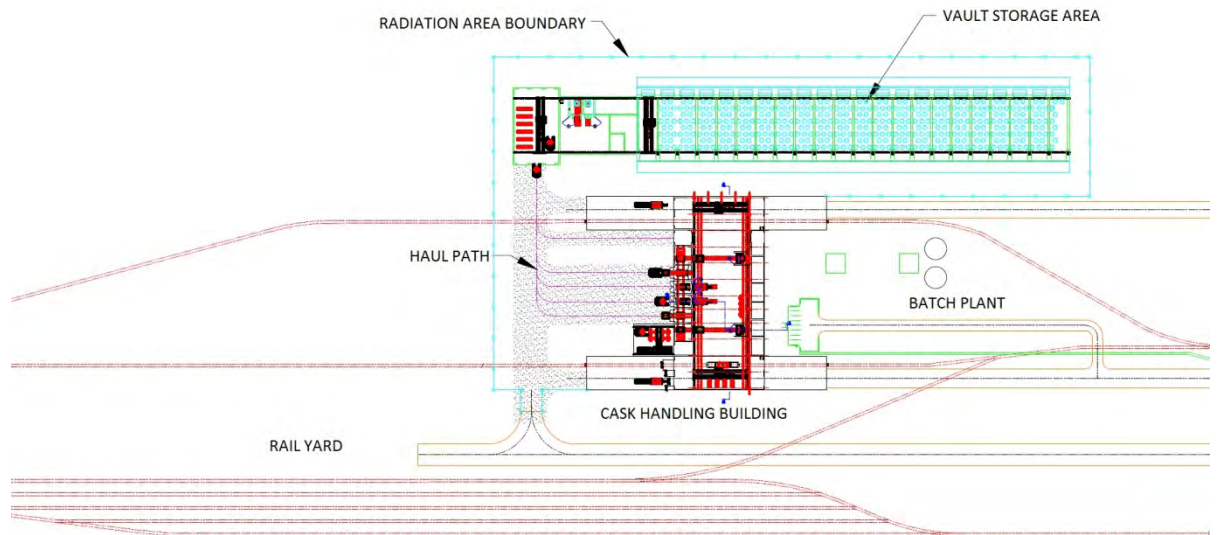 VAULT STORAGE AREA
RADIATION AREA BOUNDARY
HAUL PATH
BATCH PLANT
CASK HANDLING BUILDING
RAIL YARD